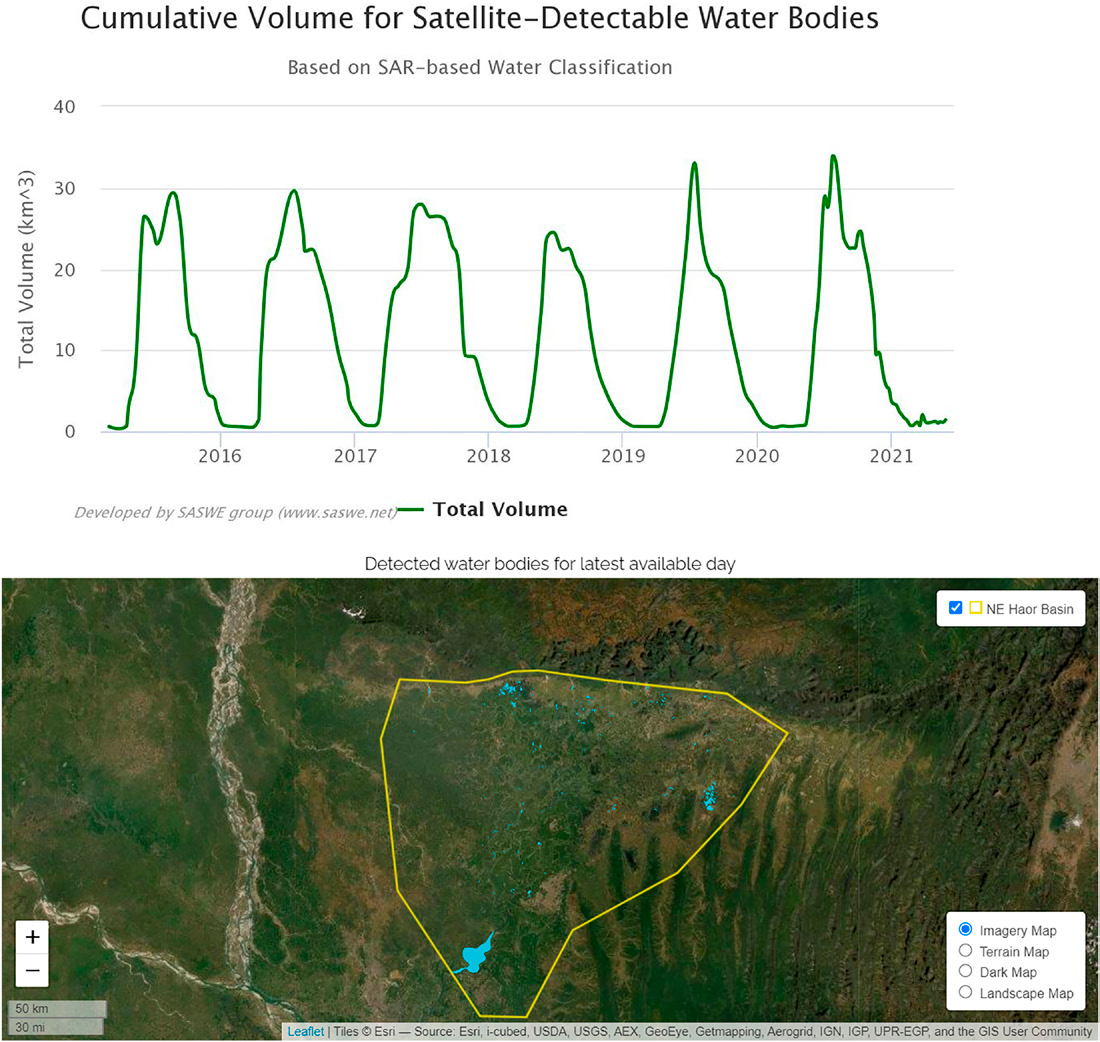 Cumulative Volume for Satellite-Detectable Water Bodies
Based on SAR-based Water Classification
Total Volume (km^3)
40
30
20
10
0
2016 2017 2018 2019 2020 2021
Developed by SASWE group (www.saswe.net)
Total Volume
Detected water bodies for latest available day
NE Haor Basin
+
−
Imagery Map
Terrain Map
Dark Map
Landscape Map
50 km
30 mi
Leaflet | Tiles © Esri — Source: Esri, i-cubed, USDA, USGS, AEX, GeoEye, Getmapping, Aerogrid, IGN, IGP, UPR-EGP, and the GIS User Community